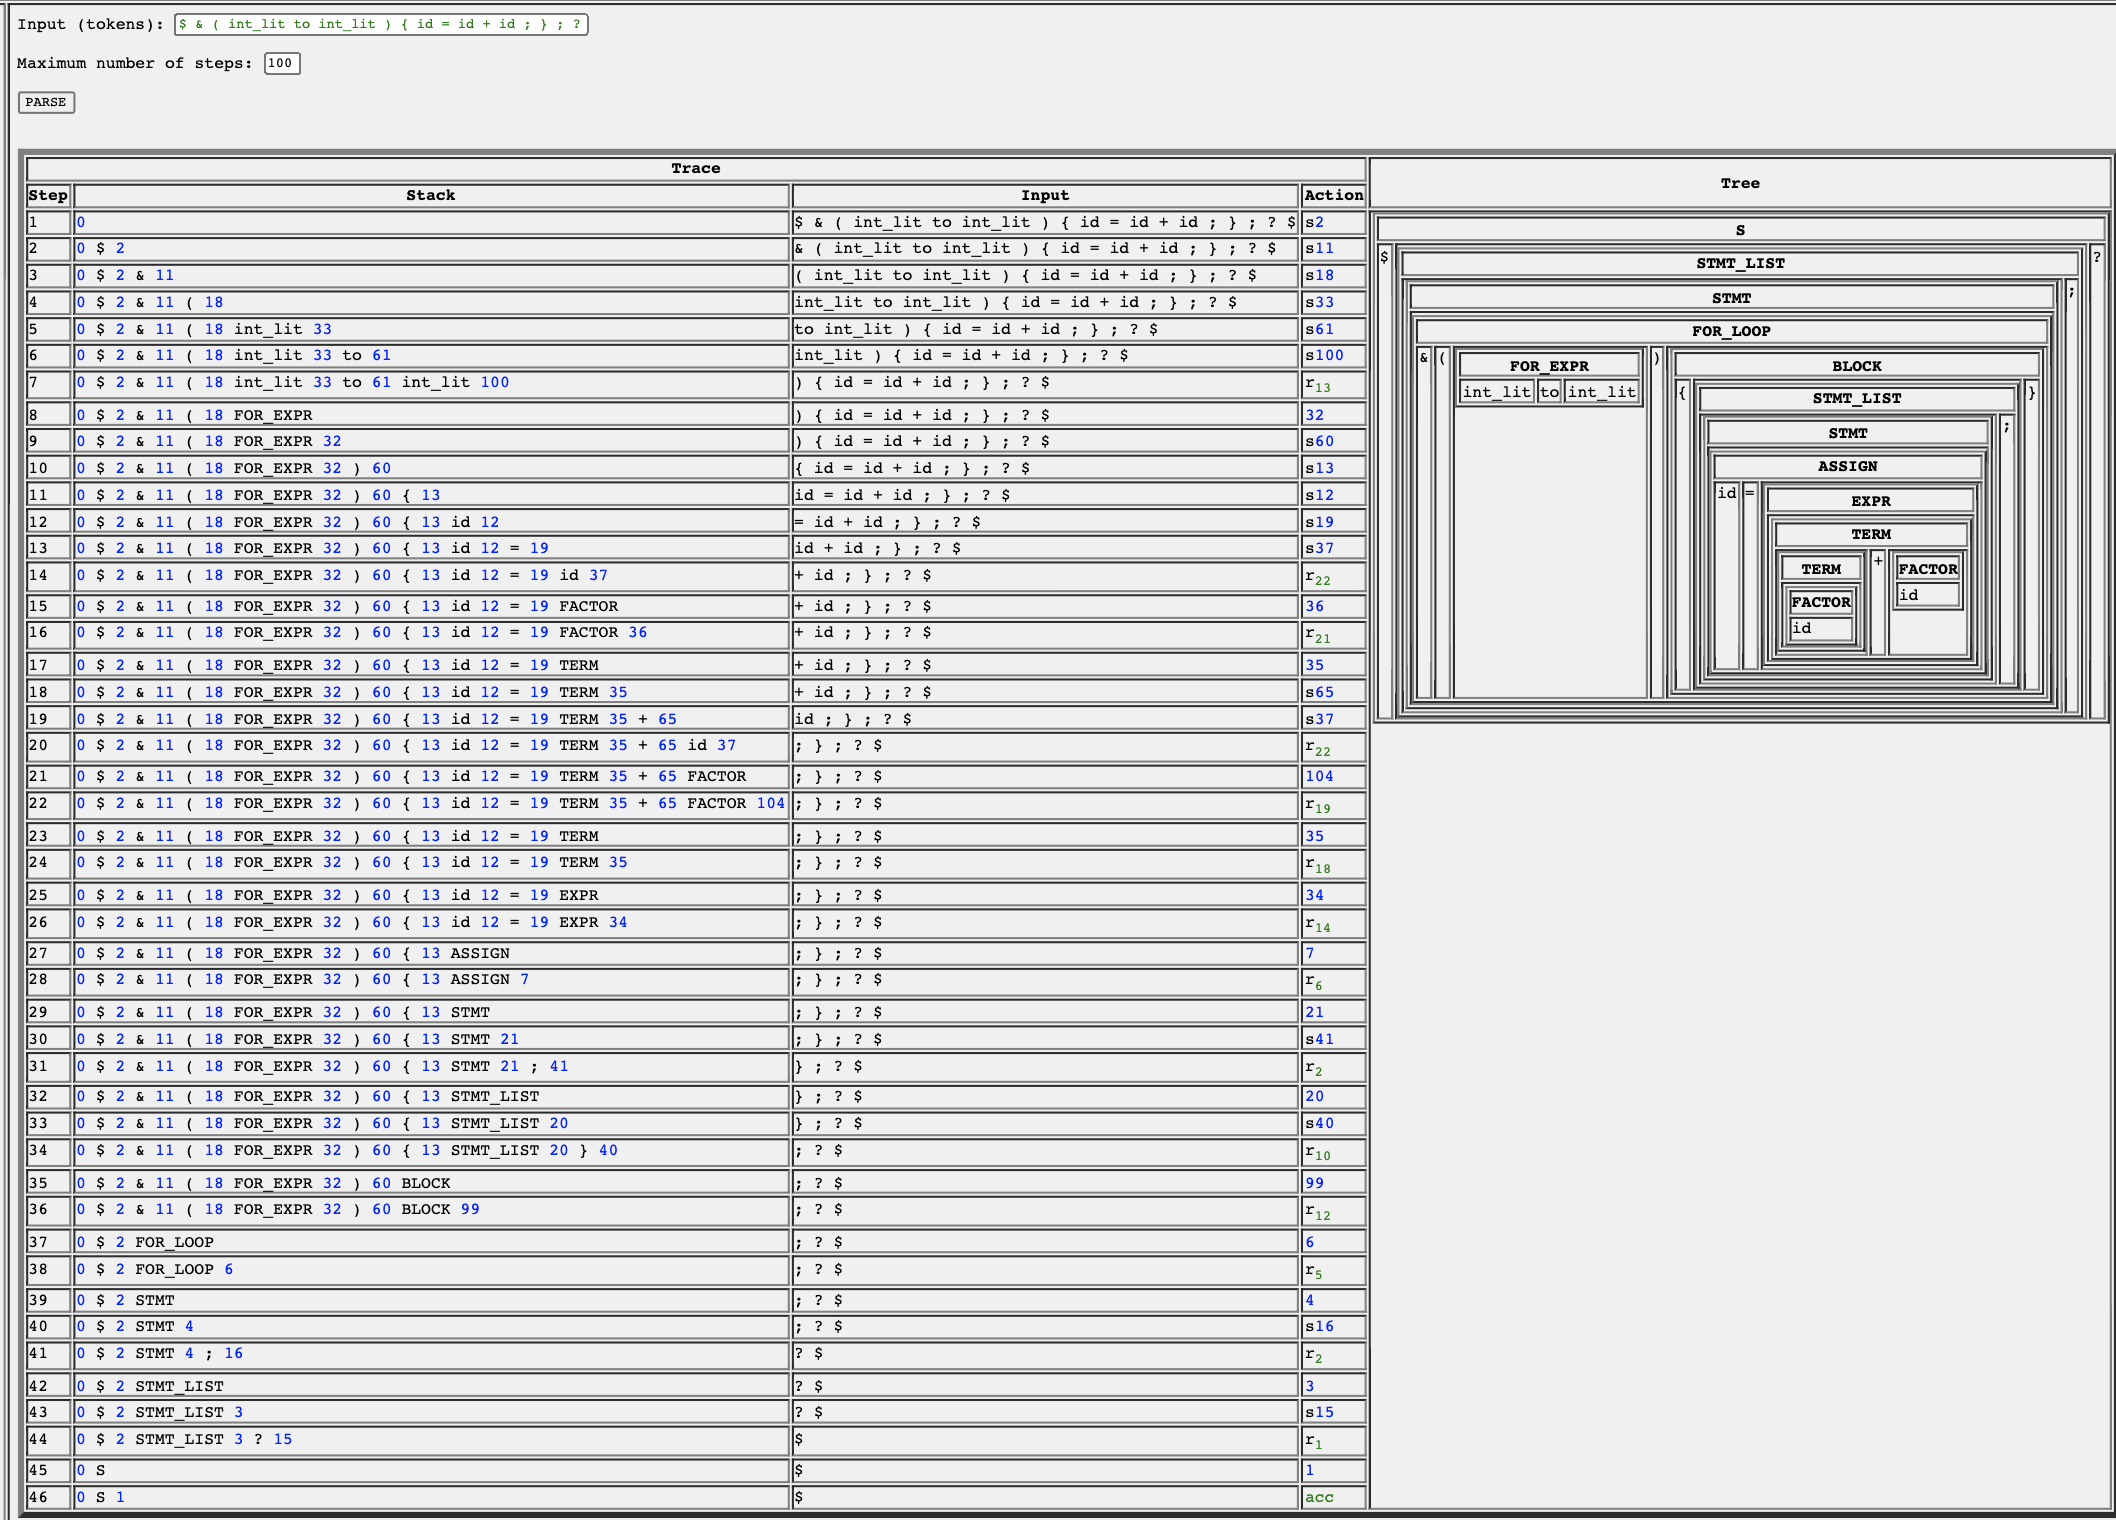 Input (tokens): $ & ( int_lit to int_lit ) { id = id + id ; } ; ?
Maximum number of steps: 100
PARSE
Trace
Tree
Step Stack Input Action
1 0 $ & ( int_lit to int_lit ) { id = id + id ; } ; ? $ s2
2 0 $ 2 & ( int_lit to int_lit ) { id = id + id ; } ; ? $ s11
3 0 $ 2 & 11 ( int_lit to int_lit ) { id = id + id ; } ; ? $ s18
4 0 $ 2 & 11 ( 18 int_lit to int_lit ) { id = id + id ; } ; ? $ s33
5 0 $ 2 & 11 ( 18 int_lit 33 to int_lit ) { id = id + id ; } ; ? $ s61
6 0 $ 2 & 11 ( 18 int_lit 33 to 61 int_lit ) { id = id + id ; } ; ? $ s100
7 0 $ 2 & 11 ( 18 int_lit 33 to 61 int_lit 100 ) { id = id + id ; } ; ? $ r13
8 0 $ 2 & 11 ( 18 FOR_EXPR ) { id = id + id ; } ; ? $ 32
9 0 $ 2 & 11 ( 18 FOR_EXPR 32 ) { id = id + id ; } ; ? $ s60
10 0 $ 2 & 11 ( 18 FOR_EXPR 32 ) 60 { id = id + id ; } ; ? $ s13
11 0 $ 2 & 11 ( 18 FOR_EXPR 32 ) 60 { 13 id = id + id ; } ; ? $ s12
12 0 $ 2 & 11 ( 18 FOR_EXPR 32 ) 60 { 13 id 12 = id + id ; } ; ? $ s19
13 0 $ 2 & 11 ( 18 FOR_EXPR 32 ) 60 { 13 id 12 = 19 id + id ; } ; ? $ s37
14 0 $ 2 & 11 ( 18 FOR_EXPR 32 ) 60 { 13 id 12 = 19 id 37 + id ; } ; ? $ r22
15 0 $ 2 & 11 ( 18 FOR_EXPR 32 ) 60 { 13 id 12 = 19 FACTOR + id ; } ; ? $ 36
16 0 $ 2 & 11 ( 18 FOR_EXPR 32 ) 60 { 13 id 12 = 19 FACTOR 36 + id ; } ; ? $ r21
17 0 $ 2 & 11 ( 18 FOR_EXPR 32 ) 60 { 13 id 12 = 19 TERM + id ; } ; ? $ 35
18 0 $ 2 & 11 ( 18 FOR_EXPR 32 ) 60 { 13 id 12 = 19 TERM 35 + id ; } ; ? $ s65
19 0 $ 2 & 11 ( 18 FOR_EXPR 32 ) 60 { 13 id 12 = 19 TERM 35 + 65 id ; } ; ? $ s37
20 0 $ 2 & 11 ( 18 FOR_EXPR 32 ) 60 { 13 id 12 = 19 TERM 35 + 65 id 37 ; } ; ? $ r22
21 0 $ 2 & 11 ( 18 FOR_EXPR 32 ) 60 { 13 id 12 = 19 TERM 35 + 65 FACTOR ; } ; ? $ 104
22 0 $ 2 & 11 ( 18 FOR_EXPR 32 ) 60 { 13 id 12 = 19 TERM 35 + 65 FACTOR 104 ; } ; ? $ r19
23 0 $ 2 & 11 ( 18 FOR_EXPR 32 ) 60 { 13 id 12 = 19 TERM ; } ; ? $ 35
24 0 $ 2 & 11 ( 18 FOR_EXPR 32 ) 60 { 13 id 12 = 19 TERM 35 ; } ; ? $ r18
25 0 $ 2 & 11 ( 18 FOR_EXPR 32 ) 60 { 13 id 12 = 19 EXPR ; } ; ? $ 34
26 0 $ 2 & 11 ( 18 FOR_EXPR 32 ) 60 { 13 id 12 = 19 EXPR 34 ; } ; ? $ r14
27 0 $ 2 & 11 ( 18 FOR_EXPR 32 ) 60 { 13 ASSIGN ; } ; ? $ 7
28 0 $ 2 & 11 ( 18 FOR_EXPR 32 ) 60 { 13 ASSIGN 7 ; } ; ? $ r6
29 0 $ 2 & 11 ( 18 FOR_EXPR 32 ) 60 { 13 STMT ; } ; ? $ 21
30 0 $ 2 & 11 ( 18 FOR_EXPR 32 ) 60 { 13 STMT 21 ; } ; ? $ s41
31 0 $ 2 & 11 ( 18 FOR_EXPR 32 ) 60 { 13 STMT 21 ; 41 } ; ? $ r2
32 0 $ 2 & 11 ( 18 FOR_EXPR 32 ) 60 { 13 STMT_LIST } ; ? $ 20
33 0 $ 2 & 11 ( 18 FOR_EXPR 32 ) 60 { 13 STMT_LIST 20 } ; ? $ s40
34 0 $ 2 & 11 ( 18 FOR_EXPR 32 ) 60 { 13 STMT_LIST 20 } 40 ; ? $ r10
35 0 $ 2 & 11 ( 18 FOR_EXPR 32 ) 60 BLOCK ; ? $ 99
36 0 $ 2 & 11 ( 18 FOR_EXPR 32 ) 60 BLOCK 99 ; ? $ r12
37 0 $ 2 FOR_LOOP ; ? $ 6
38 0 $ 2 FOR_LOOP 6 ; ? $ r5
39 0 $ 2 STMT ; ? $ 4
40 0 $ 2 STMT 4 ; ? $ s16
41 0 $ 2 STMT 4 ; 16 ? $ r2
42 0 $ 2 STMT_LIST ? $ 3
43 0 $ 2 STMT_LIST 3 ? $ s15
44 0 $ 2 STMT_LIST 3 ? 15 $ r1
45 0 S $ 1
46 0 S 1 $ acc
S
$ STMT_LIST ?
STMT ;
FOR_LOOP
& ( FOR_EXPR ) BLOCK
int_lit to int_lit { STMT_LIST }
STMT ;
ASSIGN
id = EXPR
TERM
TERM + FACTOR
FACTOR id
id